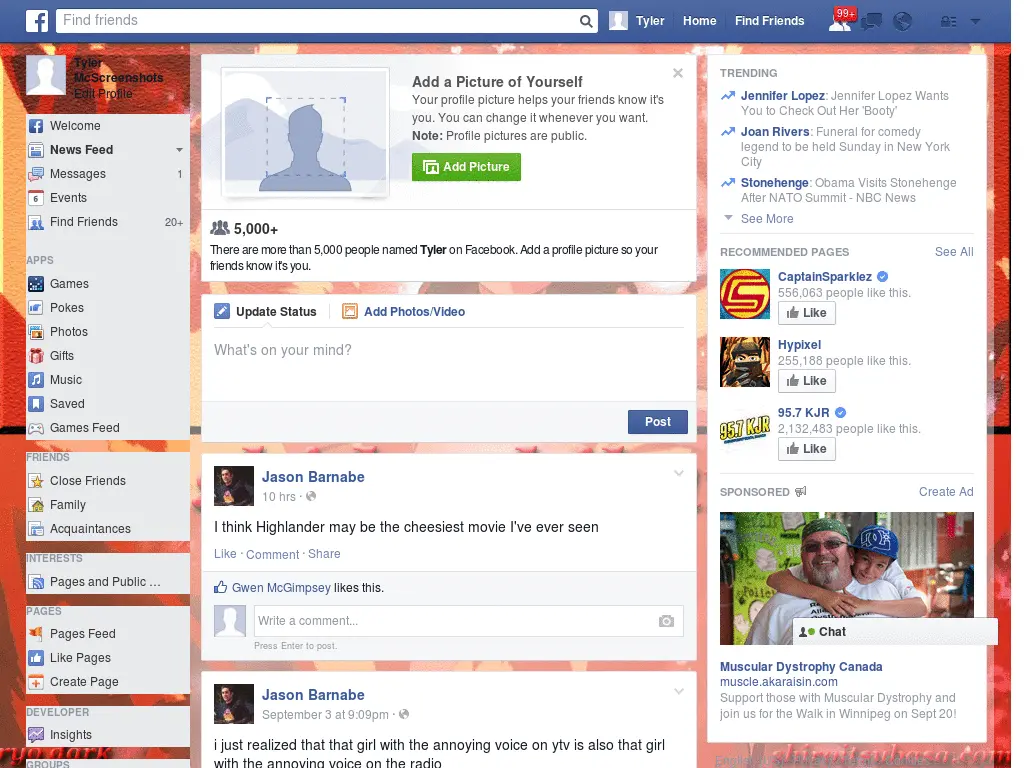 Find friends
Tyler
Home
Find Friends
99+
Tyler
McScreenshots
Edit Profile
Welcome
News Feed
Messages 1
Events
Find Friends 20+
APPS
Games
Pokes
Photos
Gifts
Music
Saved
Games Feed
FRIENDS
Close Friends
Family
Acquaintances
INTERESTS
Pages and Public ...
PAGES
Pages Feed
Like Pages
Create Page
DEVELOPER
Insights
GROUPS
Add a Picture of Yourself
Your profile picture helps your friends know it's
you. You can change it whenever you want.
Note: Profile pictures are public.
Add Picture
5,000+
There are more than 5,000 people named Tyler on Facebook. Add a profile picture so your
friends know it's you.
Update Status
Add Photos/Video
What's on your mind?
Post
Jason Barnabe
10 hrs ·
I think Highlander may be the cheesiest movie I've ever seen
Like · Comment · Share
Gwen McGimpsey likes this.
Write a comment...
Press Enter to post.
Jason Barnabe
September 3 at 9:09pm ·
i just realized that that girl with the annoying voice on ytv is also that girl
with the annoying voice on the radio
TRENDING
Jennifer Lopez: Jennifer Lopez Wants
You to Check Out Her 'Booty'
Joan Rivers: Funeral for comedy
legend to be held Sunday in New York
City
Stonehenge: Obama Visits Stonehenge
After NATO Summit - NBC News
See More
RECOMMENDED PAGES
See All
CaptainSparklez
556,063 people like this.
Like
Hypixel
255,188 people like this.
Like
95.7 KJR
95.7 KJR
2,132,483 people like this.
Like
SPONSORED
Create Ad
Chat
Muscular Dystrophy Canada
muscle.akaraisin.com
Support those with Muscular Dystrophy and
join us for the Walk in Winnipeg on Sept 20!